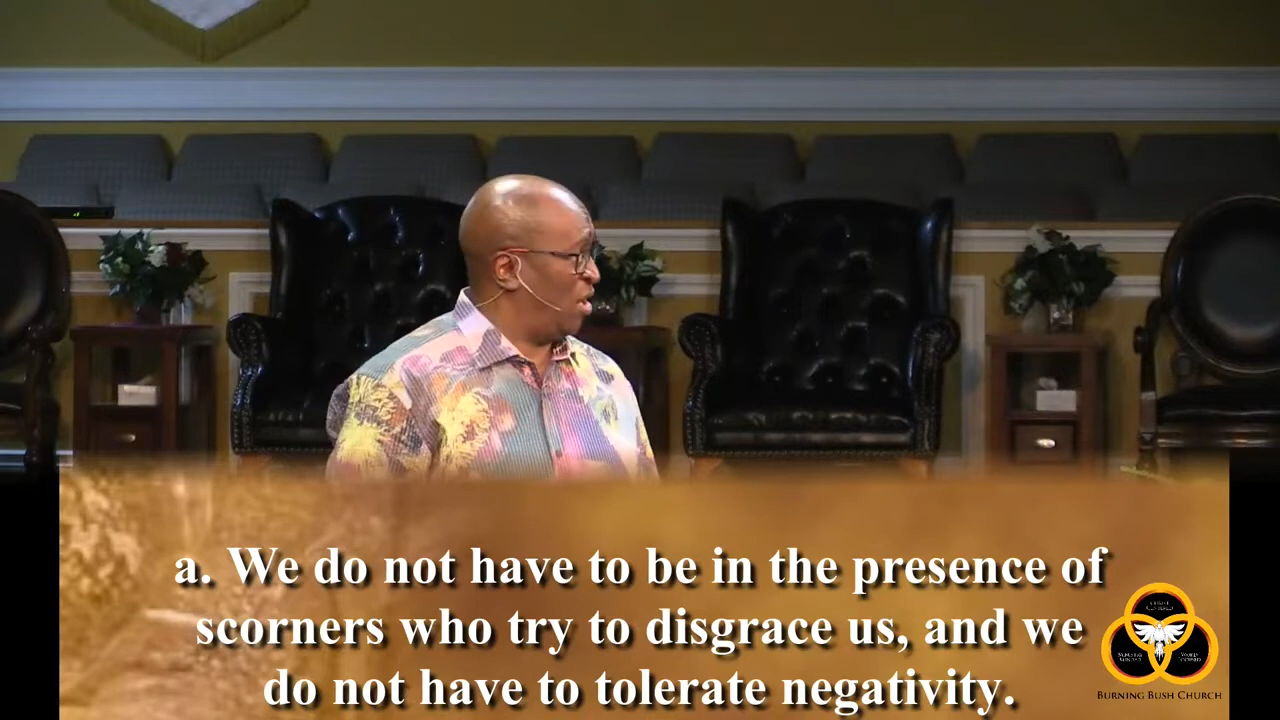 a. We do not have to be in the presence of
scorners who try to disgrace us, and we
do not have to tolerate negativity.
BURNING BUSH CHURCH